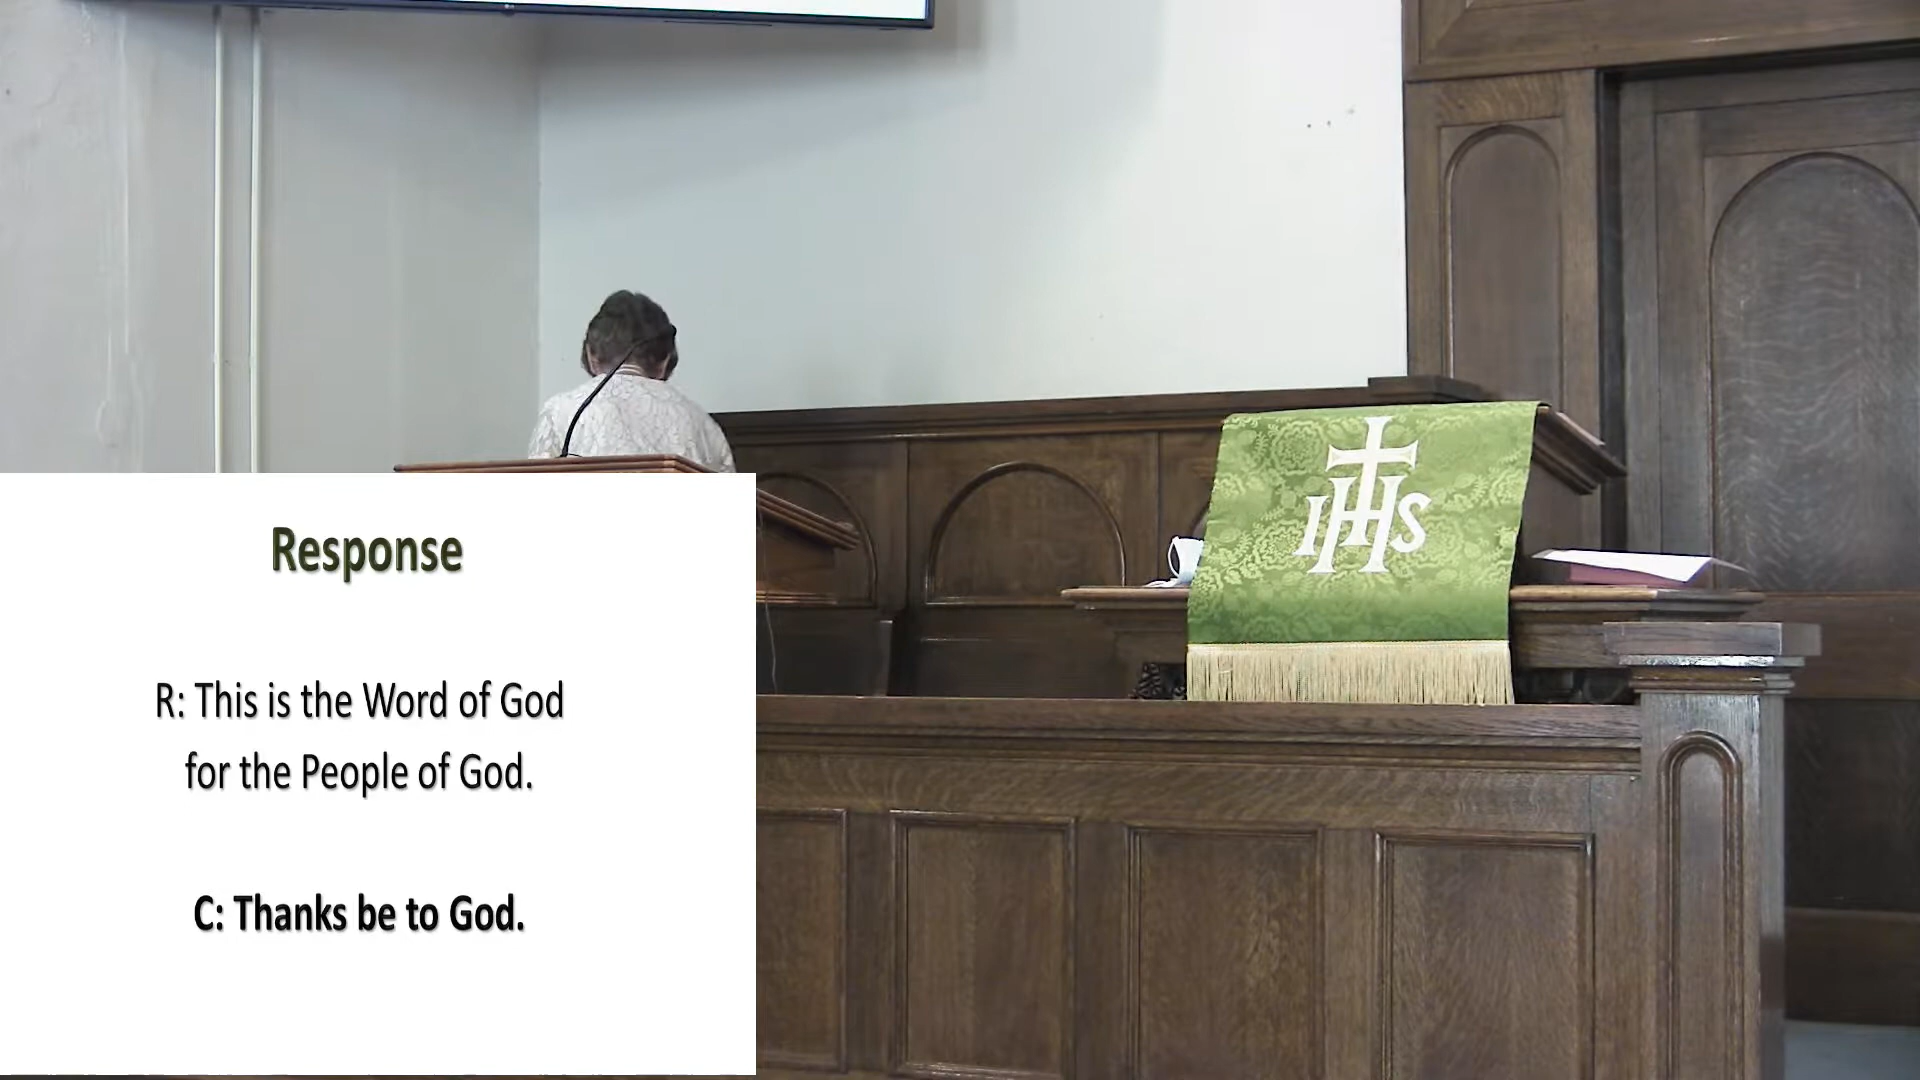 IHS
Response
R: This is the Word of God
for the People of God.
C: Thanks be to God.